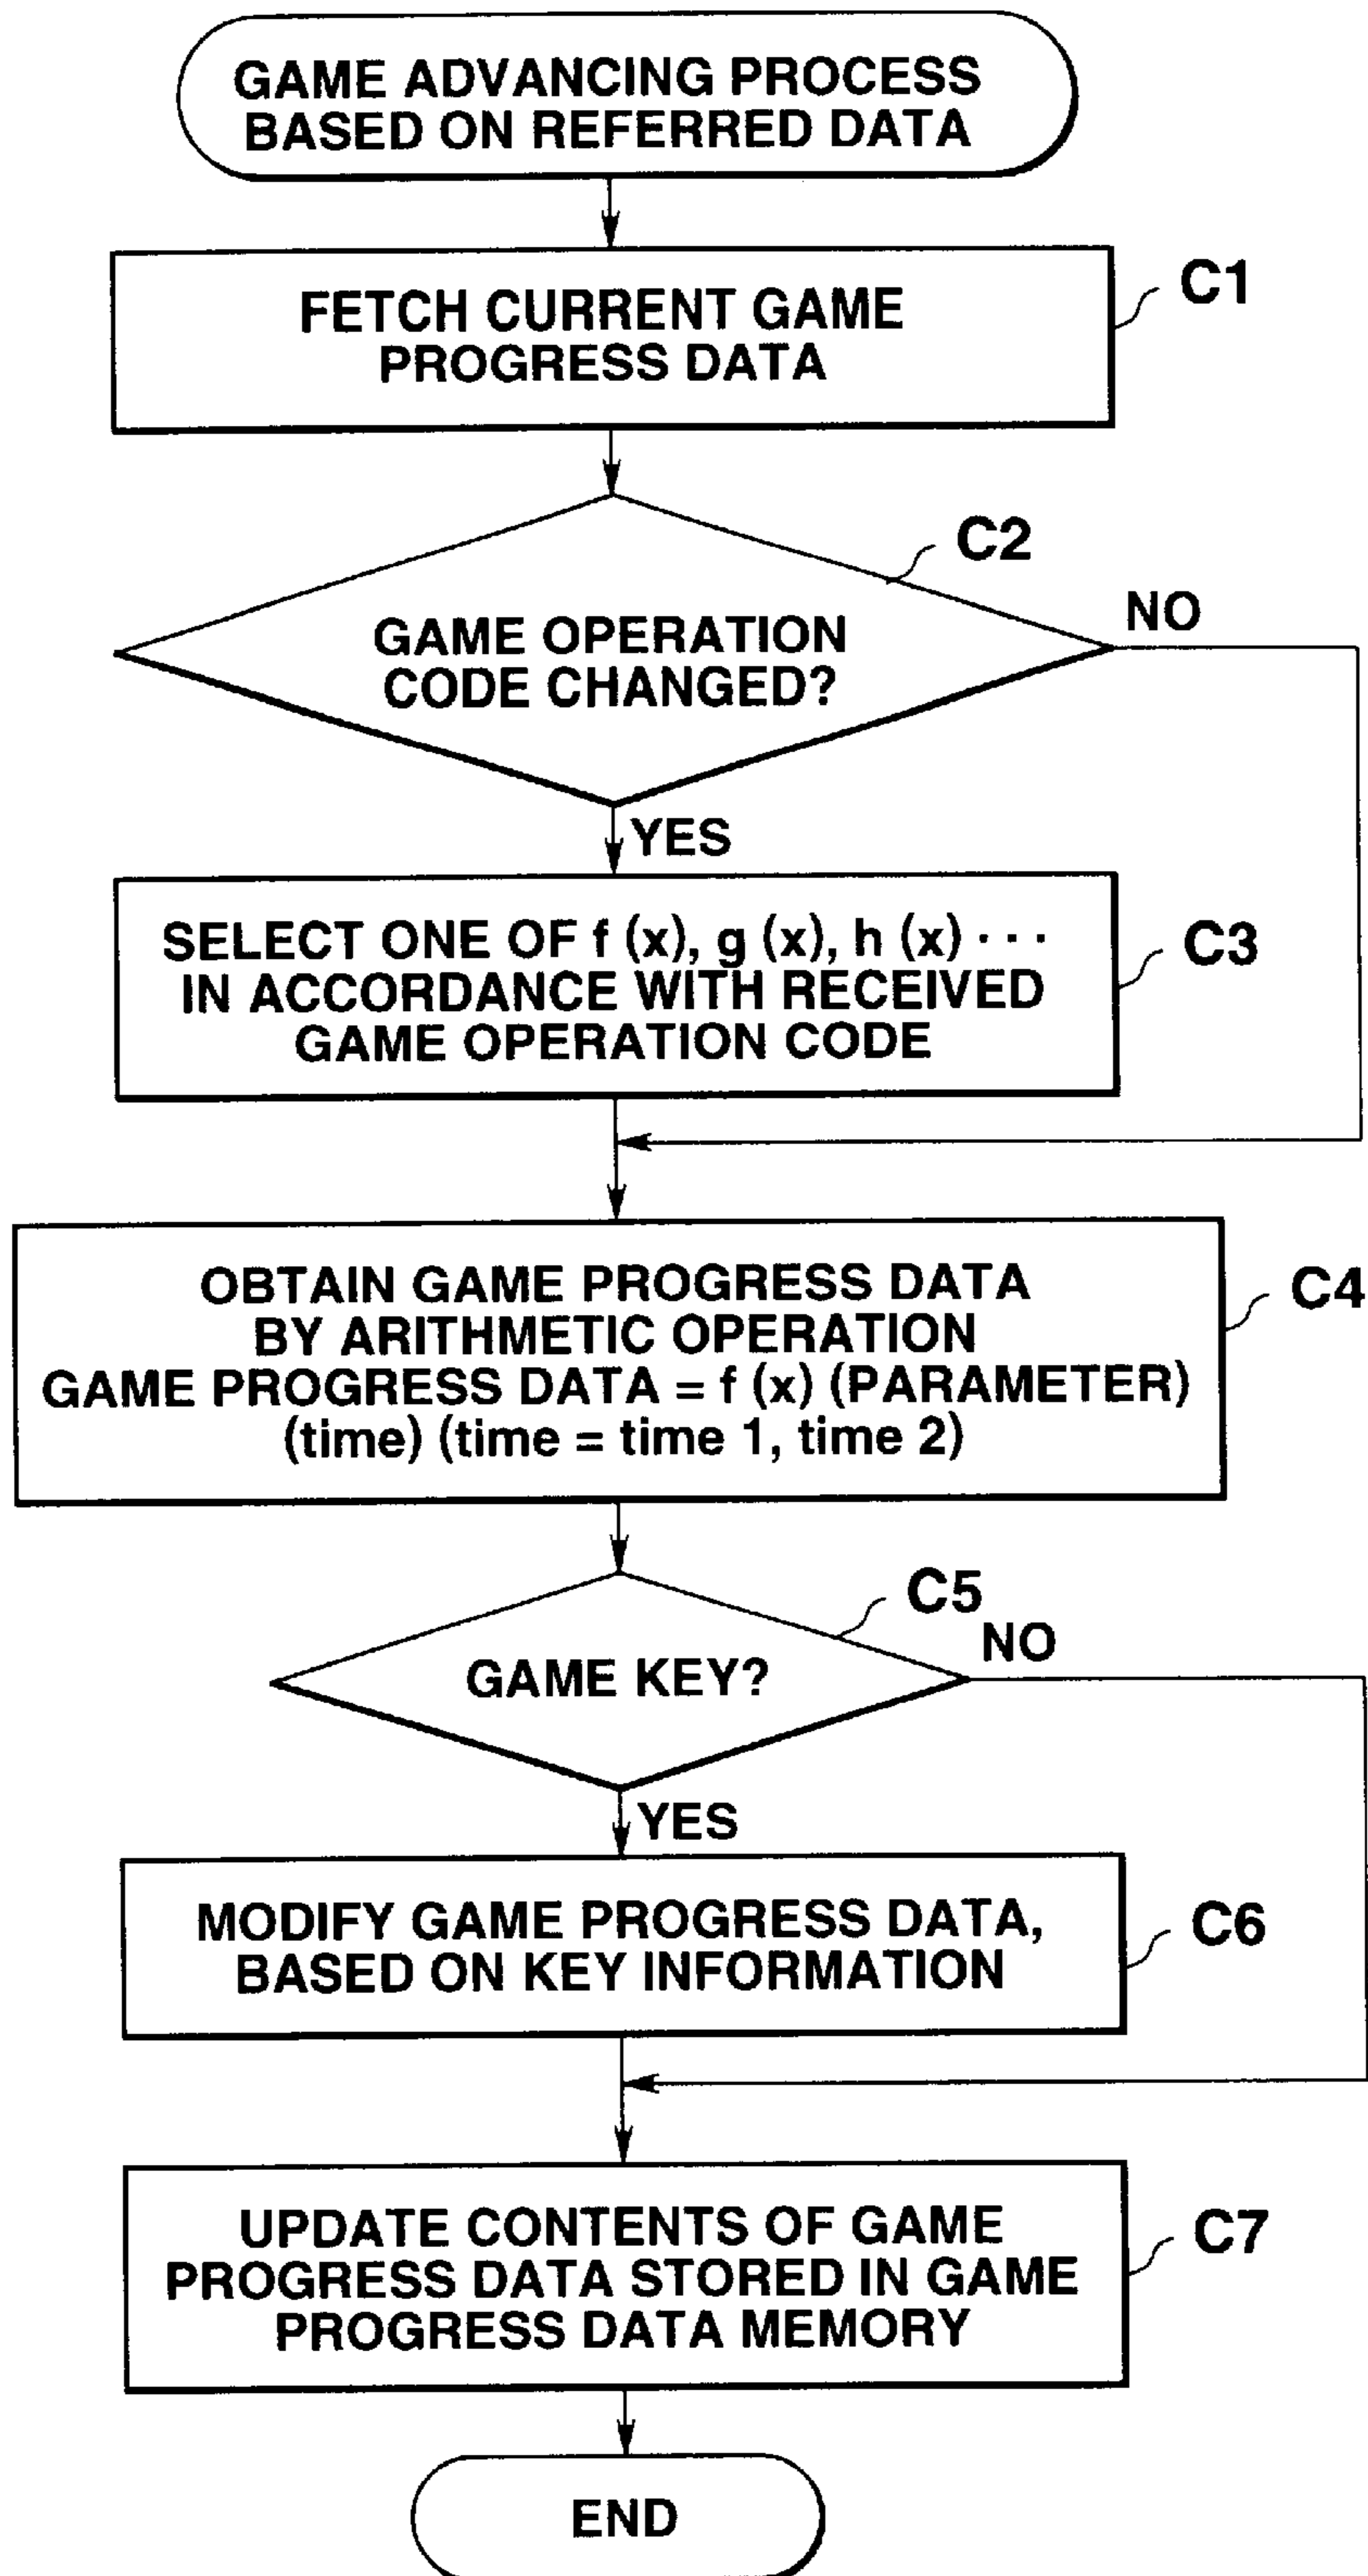 GAME ADVANCING PROCESS
BASED ON REFERRED DATA
FETCH CURRENT GAME
PROGRESS DATA
C1
C2
GAME OPERATION
CODE CHANGED?
NO
YES
SELECT ONE OF f (x), g (x), h (x) · · ·
IN ACCORDANCE WITH RECEIVED
GAME OPERATION CODE
C3
OBTAIN GAME PROGRESS DATA
BY ARITHMETIC OPERATION
GAME PROGRESS DATA = f (x) (PARAMETER)
(time) (time = time 1, time 2)
C4
C5
GAME KEY?
NO
YES
MODIFY GAME PROGRESS DATA,
BASED ON KEY INFORMATION
C6
UPDATE CONTENTS OF GAME
PROGRESS DATA STORED IN GAME
PROGRESS DATA MEMORY
C7
END